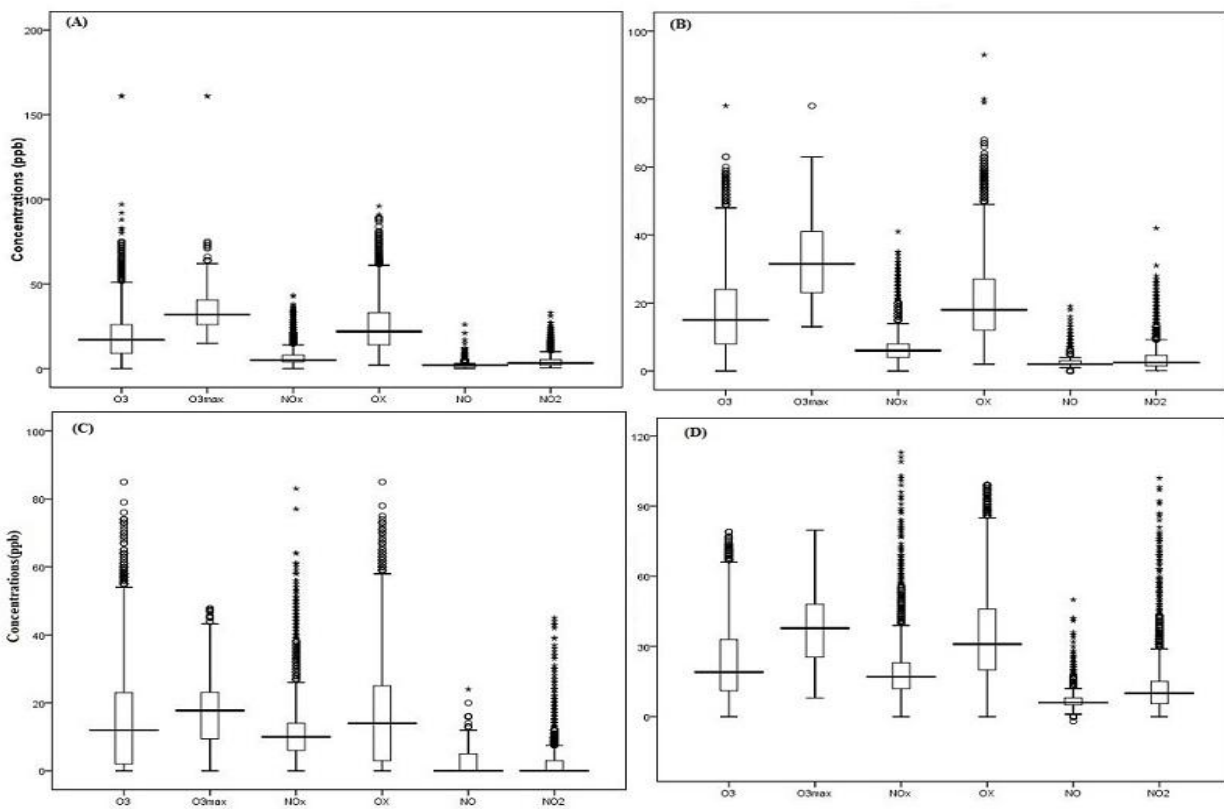 (A)
Concentrations (ppb)
200
150
100
50
0
O3 O3max NOx OX NO NO2
(B)
100
80
60
40
20
0
O3 O3max NOx OX NO NO2
(C)
Concentrations(ppb)
100
80
60
40
20
0
O3 O3max NOx OX NO NO2
(D)
120
90
60
30
0
O3 O3max NOx OX NO NO2